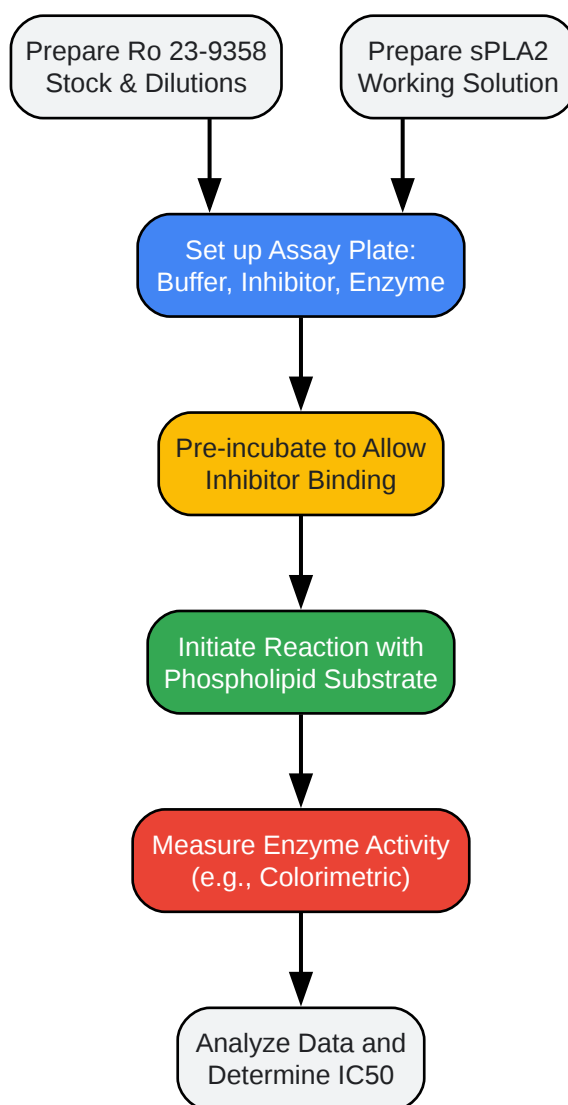 Prepare Ro 23-9358
Stock & Dilutions
Prepare sPLA2
Working Solution
Set up Assay Plate:
Buffer, Inhibitor, Enzyme
Pre-incubate to Allow
Inhibitor Binding
Initiate Reaction with
Phospholipid Substrate
Measure Enzyme Activity
(e.g., Colorimetric)
Analyze Data and
Determine IC50